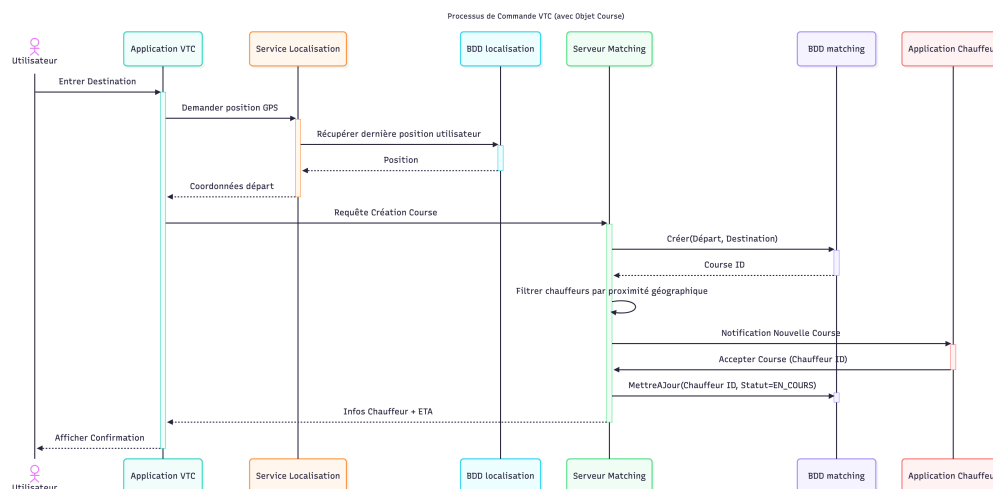 Processus de Commande VTC (avec Objet Course)
Utilisateur
Application VTC
Service Localisation
BDD localisation
Serveur Matching
BDD matching
Application Chauffeu
Entrer Destination
Demander position GPS
Récupérer dernière position utilisateur
Position
Coordonnées départ
Requête Création Course
Créer(Départ, Destination)
Course ID
Filtrer chauffeurs par proximité géographique
Notification Nouvelle Course
Accepter Course (Chauffeur ID)
MettreAJour(Chauffeur ID, Statut=EN_COURS)
Infos Chauffeur + ETA
Afficher Confirmation
Utilisateur
Application VTC
Service Localisation
BDD localisation
Serveur Matching
BDD matching
Application Chauffeu